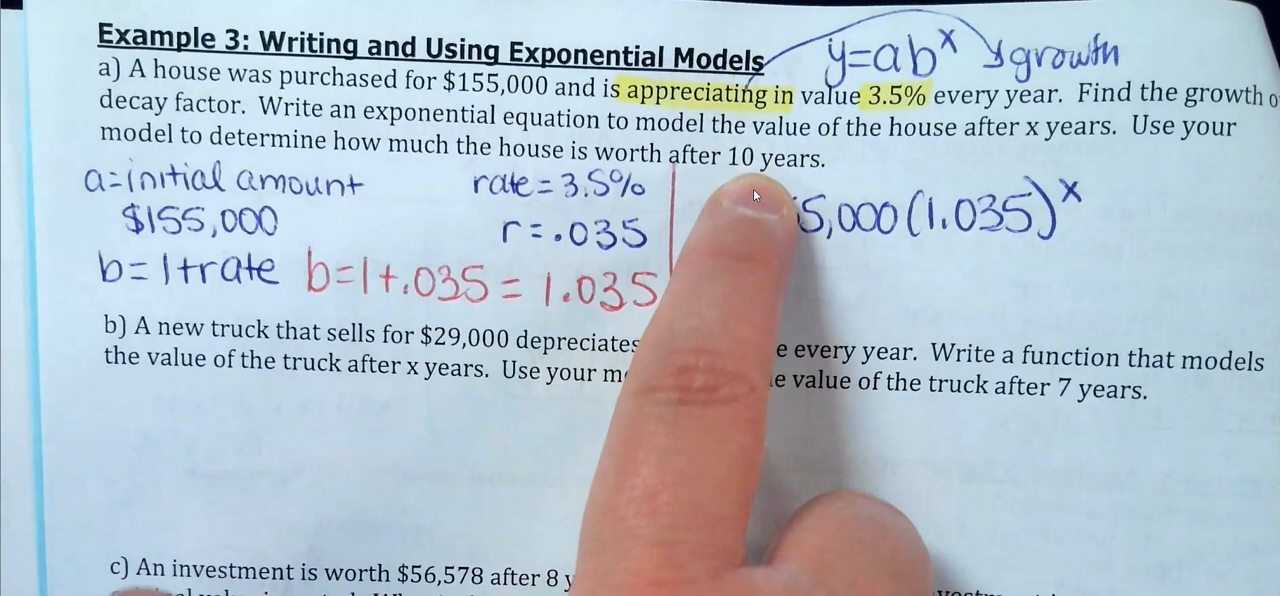 Example 3: Writing and Using Exponential Models
y=abˣ growth
a) A house was purchased for $155,000 and is appreciating in value 3.5% every year. Find the growth
decay factor. Write an exponential equation to model the value of the house after x years. Use your
model to determine how much the house is worth after 10 years.
a=initial amount
$155,000
b=1+rate b=1+.035=1.035
rate=3.5%
r=.035
5,000(1.035)ˣ
b) A new truck that sells for $29,000 depreciates every year. Write a function that models
the value of the truck after x years. Use your value of the truck after 7 years.
c) An investment is worth $56,578 after 8